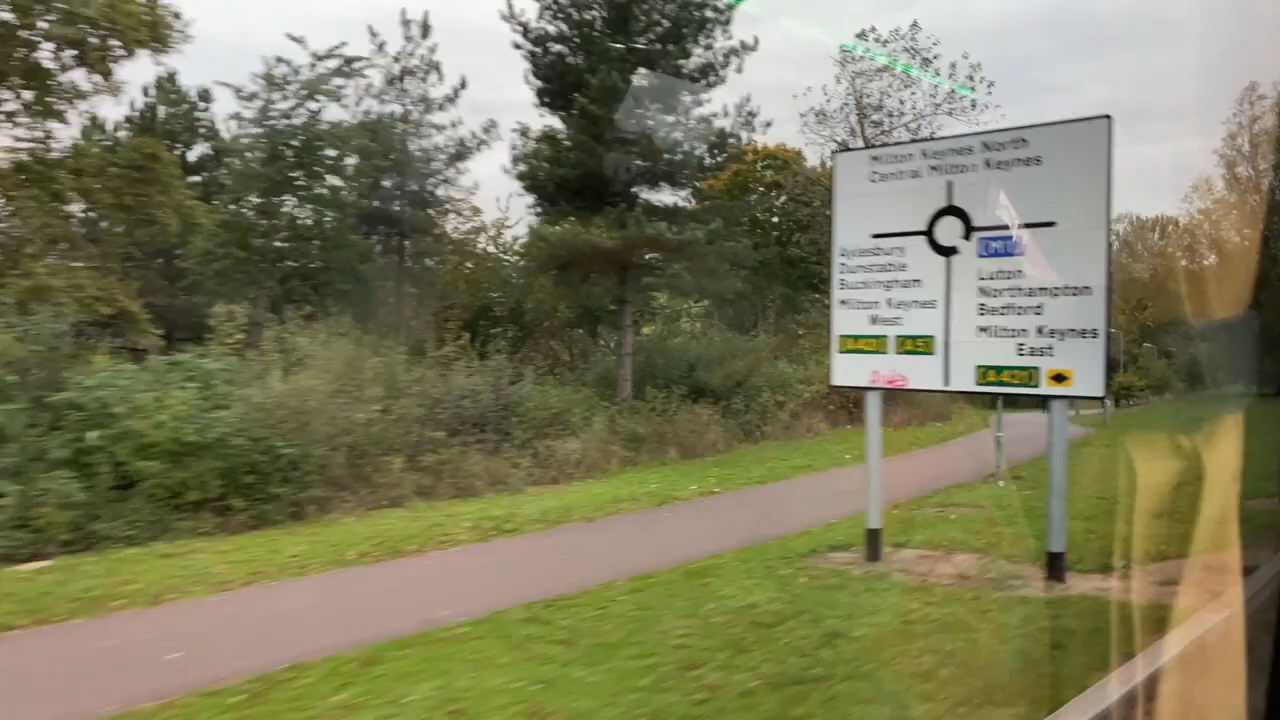 Milton Keynes North
Central Milton Keynes
Aylesbury
Dunstable
Buckingham
Milton Keynes
West
(A421) (A5)
(M1)
Luton
Northampton
Bedford
Milton Keynes
East
(A421)